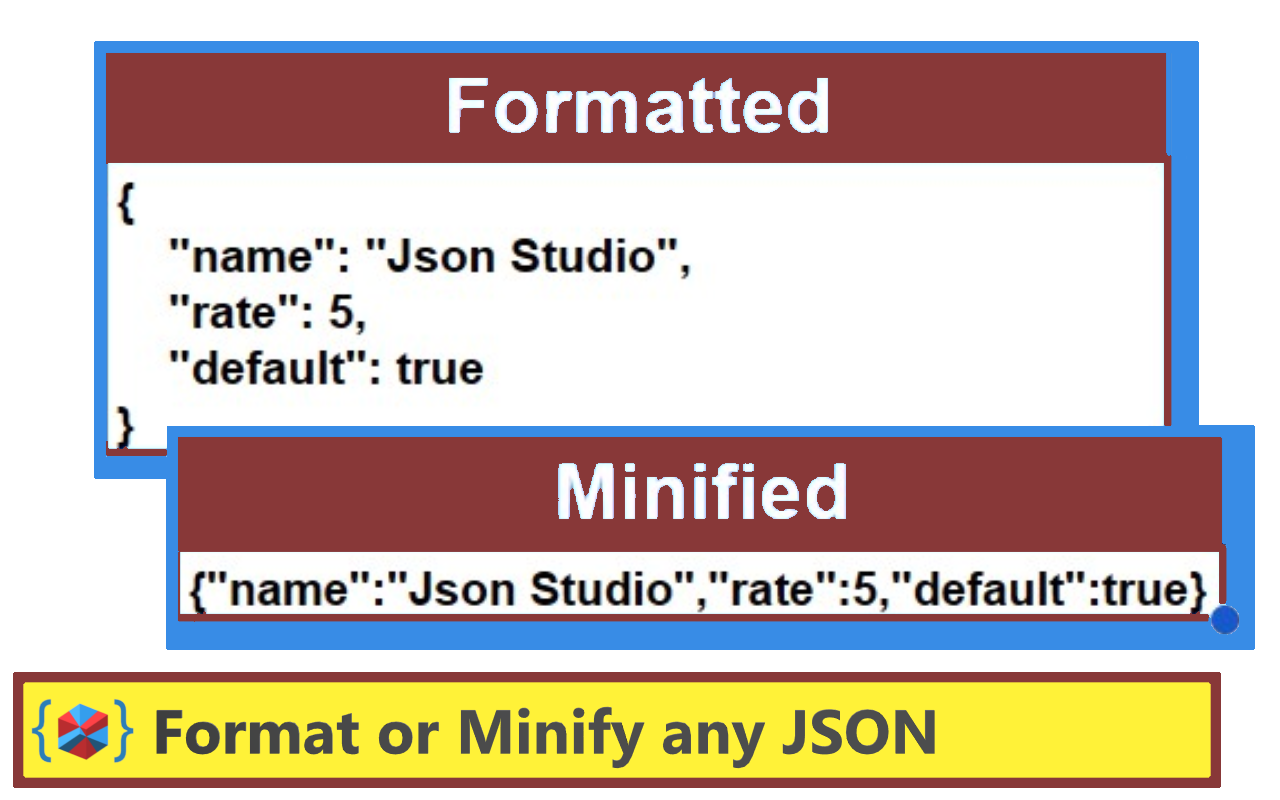 Formatted
{
"name": "Json Studio",
"rate": 5,
"default": true
}
Minified
{"name":"Json Studio","rate":5,"default":true}
Format or Minify any JSON